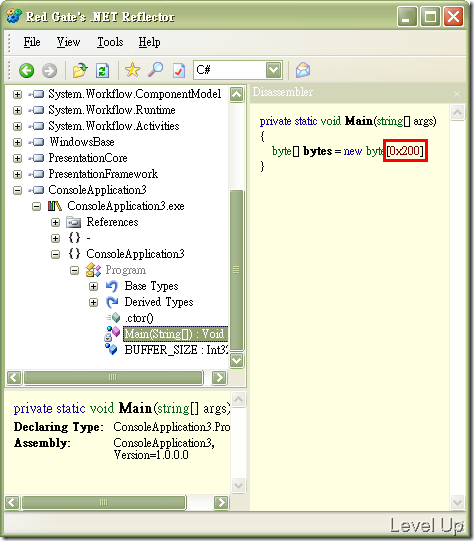 Red Gate's .NET Reflector
File View Tools Help
C#
System.Workflow.ComponentModel
System.Workflow.Runtime
System.Workflow.Activities
WindowsBase
PresentationCore
PresentationFramework
ConsoleApplication3
ConsoleApplication3.exe
References
{ } -
{ } ConsoleApplication3
Program
Base Types
Derived Types
.ctor()
Main(String[]) : Void
BUFFER_SIZE : Int32
private static void Main(string[] args)
Declaring Type: ConsoleApplication3.Pro
Assembly: ConsoleApplication3,
Version=1.0.0.0
Disassembler
private static void Main(string[] args)
{
byte[] bytes = new byte[0x200]
}
Level Up